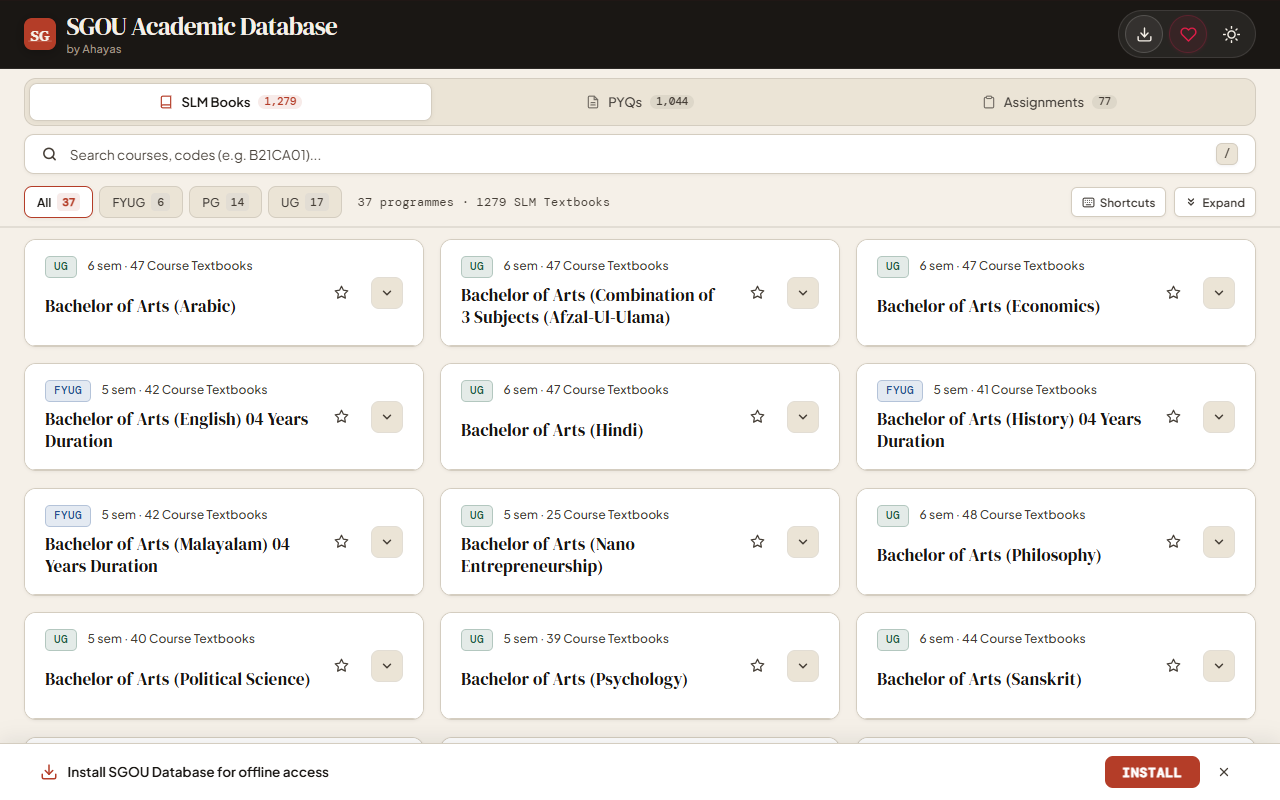 SG
SGOU Academic Database
by Ahayas
SLM Books 1,279
PYQs 1,044
Assignments 77
Search courses, codes (e.g. B21CA01)... /
All 37
FYUG 6
PG 14
UG 17
37 programmes · 1279 SLM Textbooks
Shortcuts
Expand
UG 6 sem · 47 Course Textbooks
Bachelor of Arts (Arabic)
UG 6 sem · 47 Course Textbooks
Bachelor of Arts (Combination of
3 Subjects (Afzal-Ul-Ulama)
UG 6 sem · 47 Course Textbooks
Bachelor of Arts (Economics)
FYUG 5 sem · 42 Course Textbooks
Bachelor of Arts (English) 04 Years
Duration
UG 6 sem · 47 Course Textbooks
Bachelor of Arts (Hindi)
FYUG 5 sem · 41 Course Textbooks
Bachelor of Arts (History) 04 Years
Duration
FYUG 5 sem · 42 Course Textbooks
Bachelor of Arts (Malayalam) 04
Years Duration
UG 5 sem · 25 Course Textbooks
Bachelor of Arts (Nano
Entrepreneurship)
UG 6 sem · 48 Course Textbooks
Bachelor of Arts (Philosophy)
UG 5 sem · 40 Course Textbooks
Bachelor of Arts (Political Science)
UG 5 sem · 39 Course Textbooks
Bachelor of Arts (Psychology)
UG 6 sem · 44 Course Textbooks
Bachelor of Arts (Sanskrit)
Install SGOU Database for offline access
INSTALL